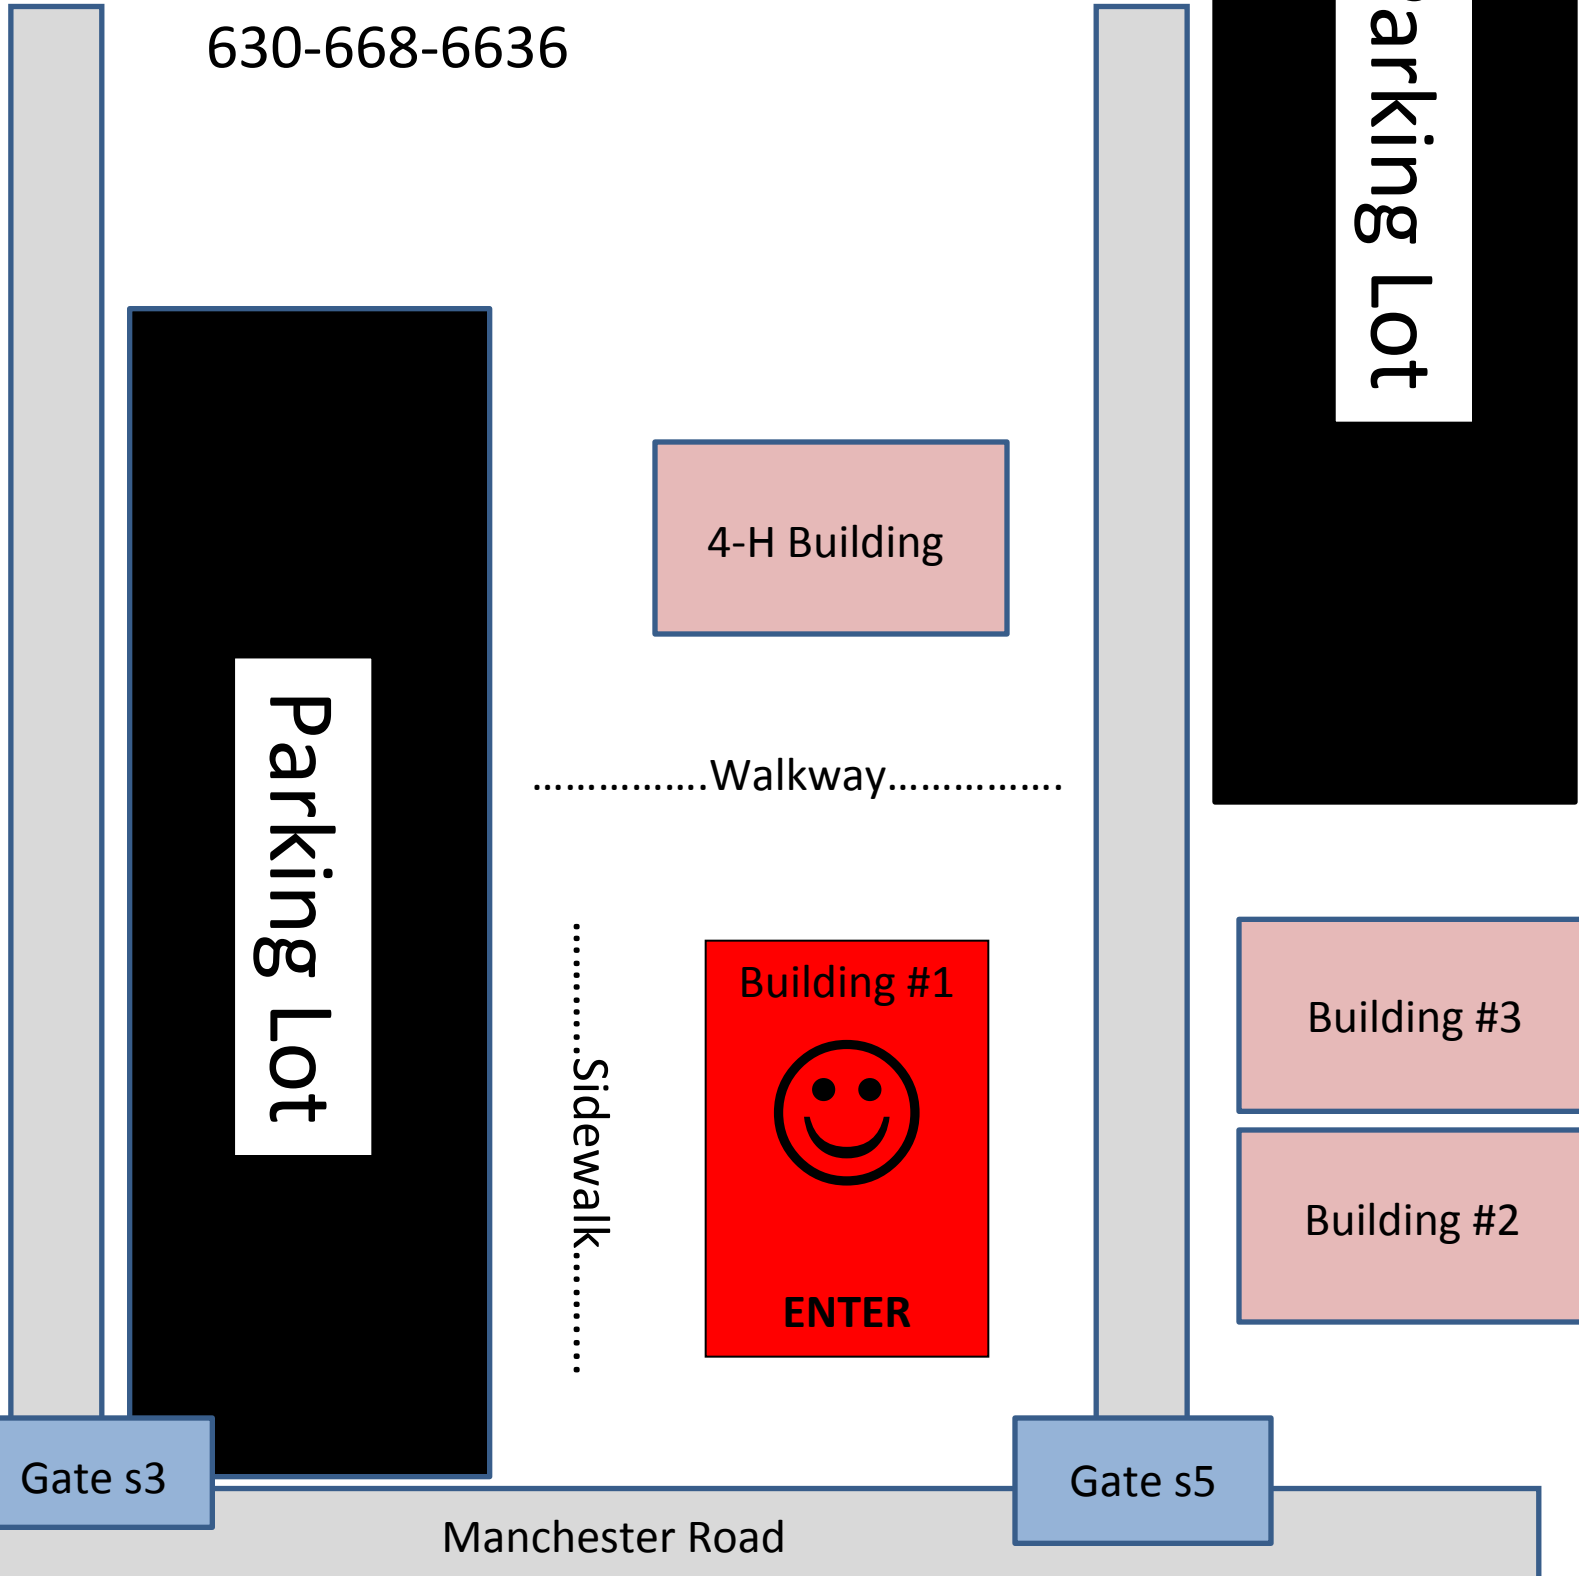 630-668-6636
arking Lot
4-H Building
Parking Lot
................Walkway................
Building #1
Building #3
...........Sidewalk..........
Building #2
ENTER
Gate s3
Gate s5
Manchester Road